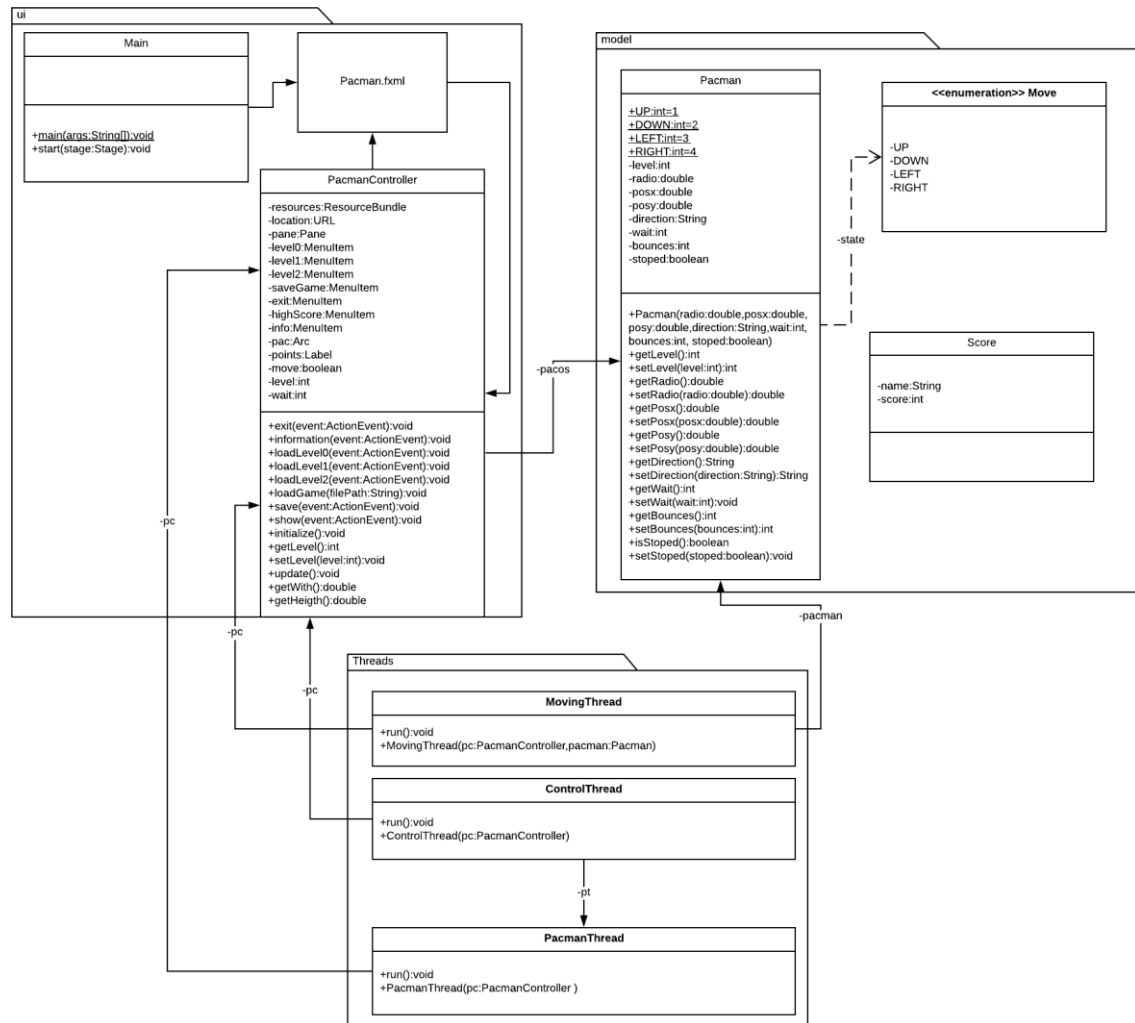 ui
Main
+main(args:String[]):void
+start(stage:Stage):void
Pacman.fxml
PacmanController
-resources:ResourceBundle
-location:URL
-pane:Pane
-level0:MenuItem
-level1:MenuItem
-level2:MenuItem
-saveGame:MenuItem
-exit:MenuItem
-highScore:MenuItem
-info:MenuItem
-pac:Arc
-points:Label
-move:boolean
-level:int
-wait:int
+exit(event:ActionEvent):void
+information(event:ActionEvent):void
+loadLevel0(event:ActionEvent):void
+loadLevel1(event:ActionEvent):void
+loadLevel2(event:ActionEvent):void
+loadGame(filePath:String):void
+save(event:ActionEvent):void
+show(event:ActionEvent):void
+initialize():void
+getLevel():int
+setLevel(level:int):void
+update():void
+getWith():double
+getHeigth():double
-pacos
-pc
-pc
-pc
model
Pacman
+UP:int=1
+DOWN:int=2
+LEFT:int=3
+RIGHT:int=4
-level:int
-radio:double
-posx:double
-posy:double
-direction:String
-wait:int
-bounces:int
-stoped:boolean
+Pacman(radio:double,posx:double,
posy:double,direction:String,wait:int,
bounces:int, stoped:boolean)
+getLevel():int
+setLevel(level:int):int
+getRadio():double
+setRadio(radio:double):double
+getPosx():double
+setPosx(posx:double):double
+getPosy():double
+setPosy(posy:double):double
+getDirection():String
+setDirection(direction:String):String
+getWait():int
+setWait(wait:int):void
+getBounces():int
+setBounces(bounces:int):int
+isStoped():boolean
+setStoped(stoped:boolean):void
-state
<<enumeration>> Move
-UP
-DOWN
-LEFT
-RIGHT
Score
-name:String
-score:int
-pacman
Threads
MovingThread
+run():void
+MovingThread(pc:PacmanController,pacman:Pacman)
ControlThread
+run():void
+ControlThread(pc:PacmanController)
-pt
PacmanThread
+run():void
+PacmanThread(pc:PacmanController )